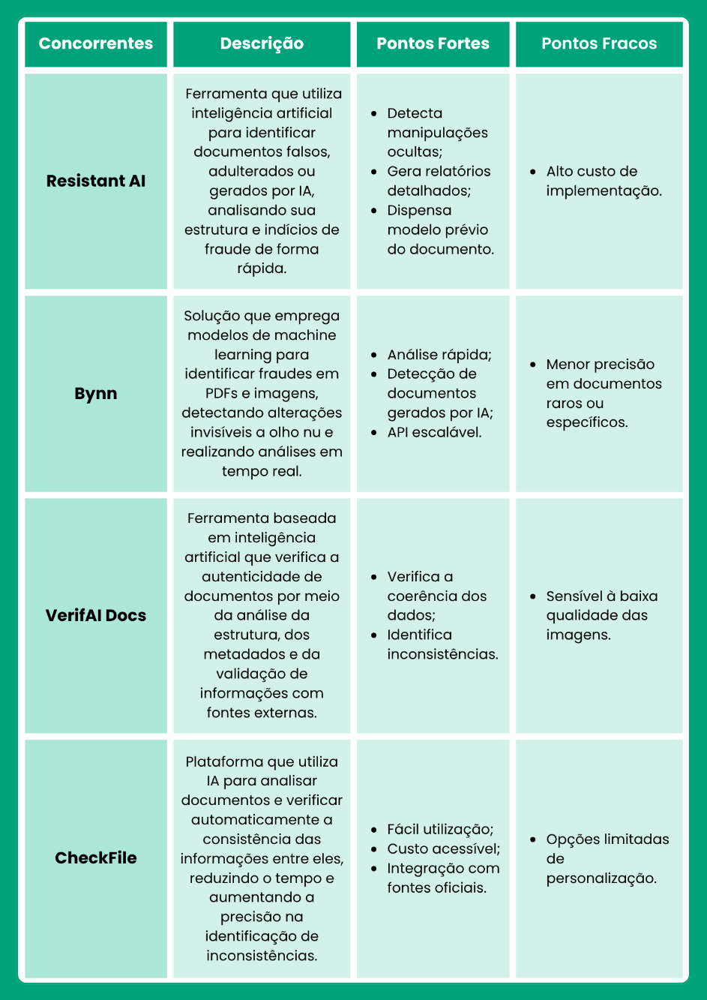 Concorrentes
Descrição
Pontos Fortes
Pontos Fracos
Resistant AI
Ferramenta que utiliza
inteligência artificial
para identificar
documentos falsos,
adulterados ou
gerados por IA,
analisando sua
estrutura e indícios de
fraude de forma
rápida.
• Detecta
manipulações
ocultas;
• Gera relatórios
detalhados;
• Dispensa
modelo prévio
do documento.
• Alto custo de
implementação.
Bynn
Solução que emprega
modelos de machine
learning para
identificar fraudes em
PDFs e imagens,
detectando alterações
invisíveis a olho nu e
realizando análises em
tempo real.
• Análise rápida;
• Detecção de
documentos
gerados por IA;
• API escalável.
• Menor precisão
em documentos
raros ou
específicos.
VerifAI Docs
Ferramenta baseada
em inteligência
artificial que verifica a
autenticidade de
documentos por meio
da análise da
estrutura, dos
metadados e da
validação de
informações com
fontes externas.
• Verifica a
coerência dos
dados;
• Identifica
inconsistências.
• Sensível à baixa
qualidade das
imagens.
CheckFile
Plataforma que utiliza
IA para analisar
documentos e verificar
automaticamente a
consistência das
informações entre eles,
reduzindo o tempo e
aumentando a
precisão na
identificação de
inconsistências.
• Fácil utilização;
• Custo acessível;
• Integração com
fontes oficiais.
• Opções limitadas
de
personalização.